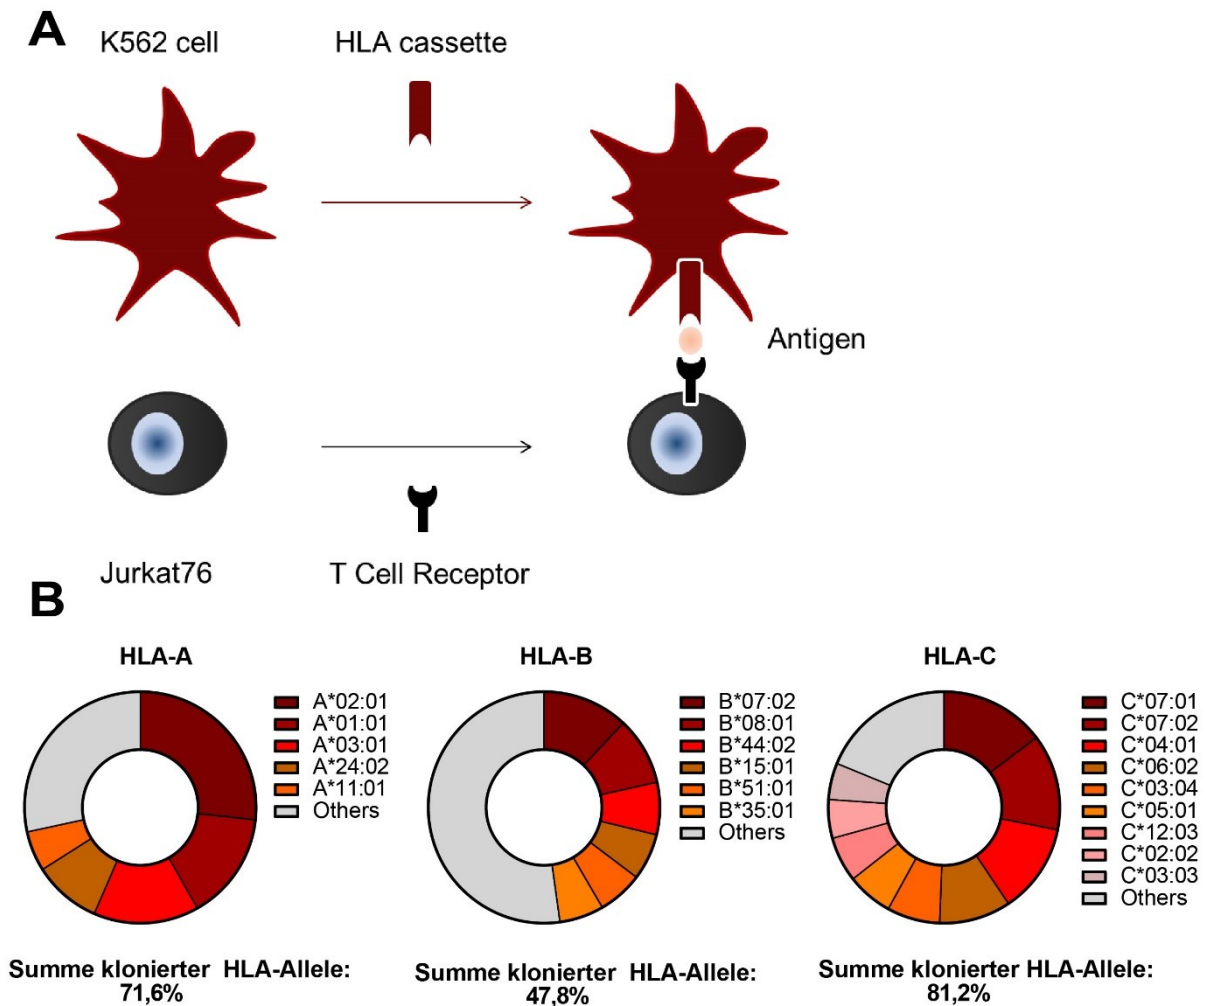 A
K562 cell
HLA cassette
Antigen
Jurkat76
T Cell Receptor
B
HLA-A
A*02:01
A*01:01
A*03:01
A*24:02
A*11:01
Others
Summe klonierter HLA-Allele:
71,6%
HLA-B
B*07:02
B*08:01
B*44:02
B*15:01
B*51:01
B*35:01
Others
Summe klonierter HLA-Allele:
47,8%
HLA-C
C*07:01
C*07:02
C*04:01
C*06:02
C*03:04
C*05:01
C*12:03
C*02:02
C*03:03
Others
Summe klonierter HLA-Allele:
81,2%